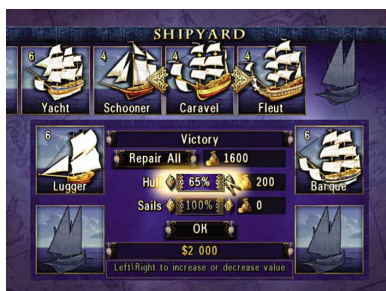 SHIPYARD
6 4 4
Yacht Schooner Caravel Fleut
6 Victory 6
Repair All 1600
Hull 65% 200
Lugger Barque
Sails 100% 0
OK
$2 000
Left\Right to increase or decrease value